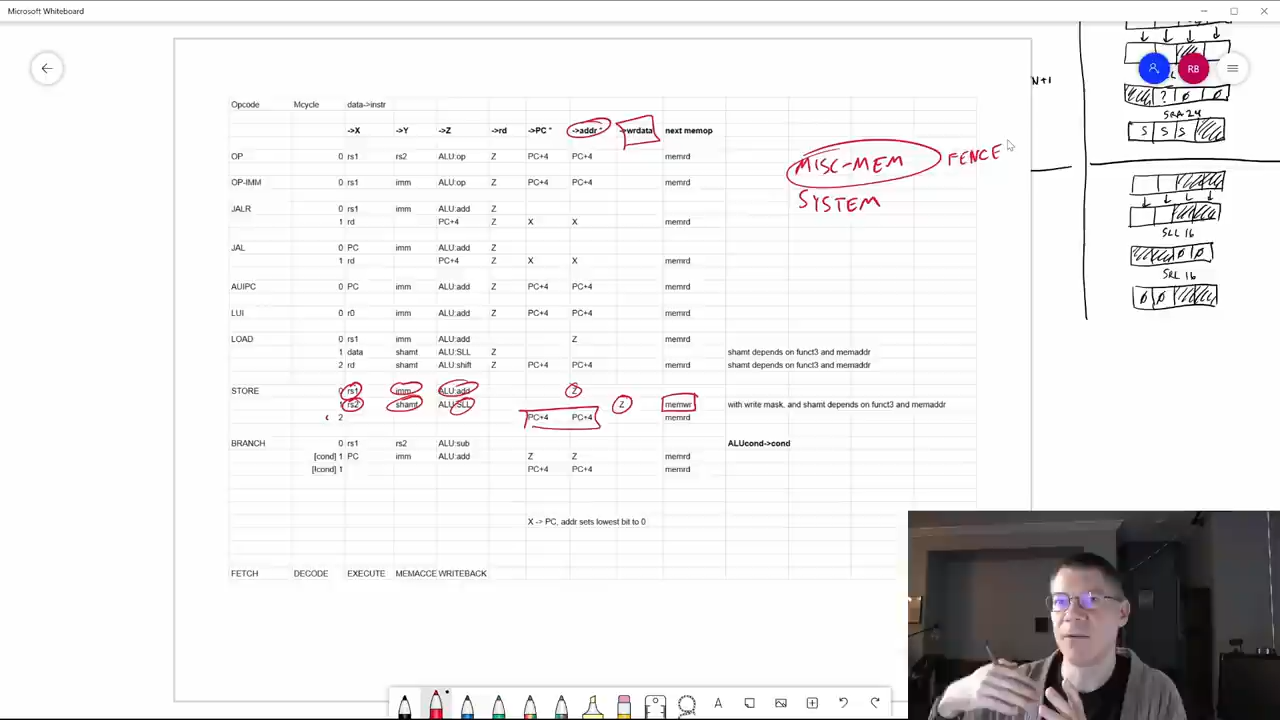 Microsoft Whiteboard
RB
Opcode Mcycle data->instr
->X ->Y ->Z ->rd ->PC * ->addr * ->wrdata next memop
OP 0 rs1 rs2 ALU:op Z PC+4 PC+4 memrd
OP-IMM 0 rs1 imm ALU:op Z PC+4 PC+4 memrd
JALR 0 rs1 imm ALU:add Z
1 rd PC+4 Z X X memrd
JAL 0 PC imm ALU:add Z
1 rd PC+4 Z X X memrd
AUIPC 0 PC imm ALU:add Z PC+4 PC+4 memrd
LUI 0 r0 imm ALU:add Z PC+4 PC+4 memrd
LOAD 0 rs1 imm ALU:add Z memrd
1 data shamt ALU:SLL Z shamt depends on funct3 and memaddr
2 rd shamt ALU:shift Z PC+4 PC+4 memrd shamt depends on funct3 and memaddr
STORE 0 rs1 imm ALU:add Z
1 rs2 shamt ALU:SLL Z memwr with write mask, and shamt depends on funct3 and memaddr
2 PC+4 PC+4 memrd
BRANCH 0 rs1 rs2 ALU:sub ALUcond->cond
[cond] 1 PC imm ALU:add Z Z memrd
[!cond] 1 PC+4 PC+4 memrd
X -> PC, addr sets lowest bit to 0
FETCH DECODE EXECUTE MEMACCE WRITEBACK
MISC-MEM FENCE
SYSTEM
N+1
? 0 0
SRA 24
S S S
SLL 16
0 0
SRL 16
0 0
A